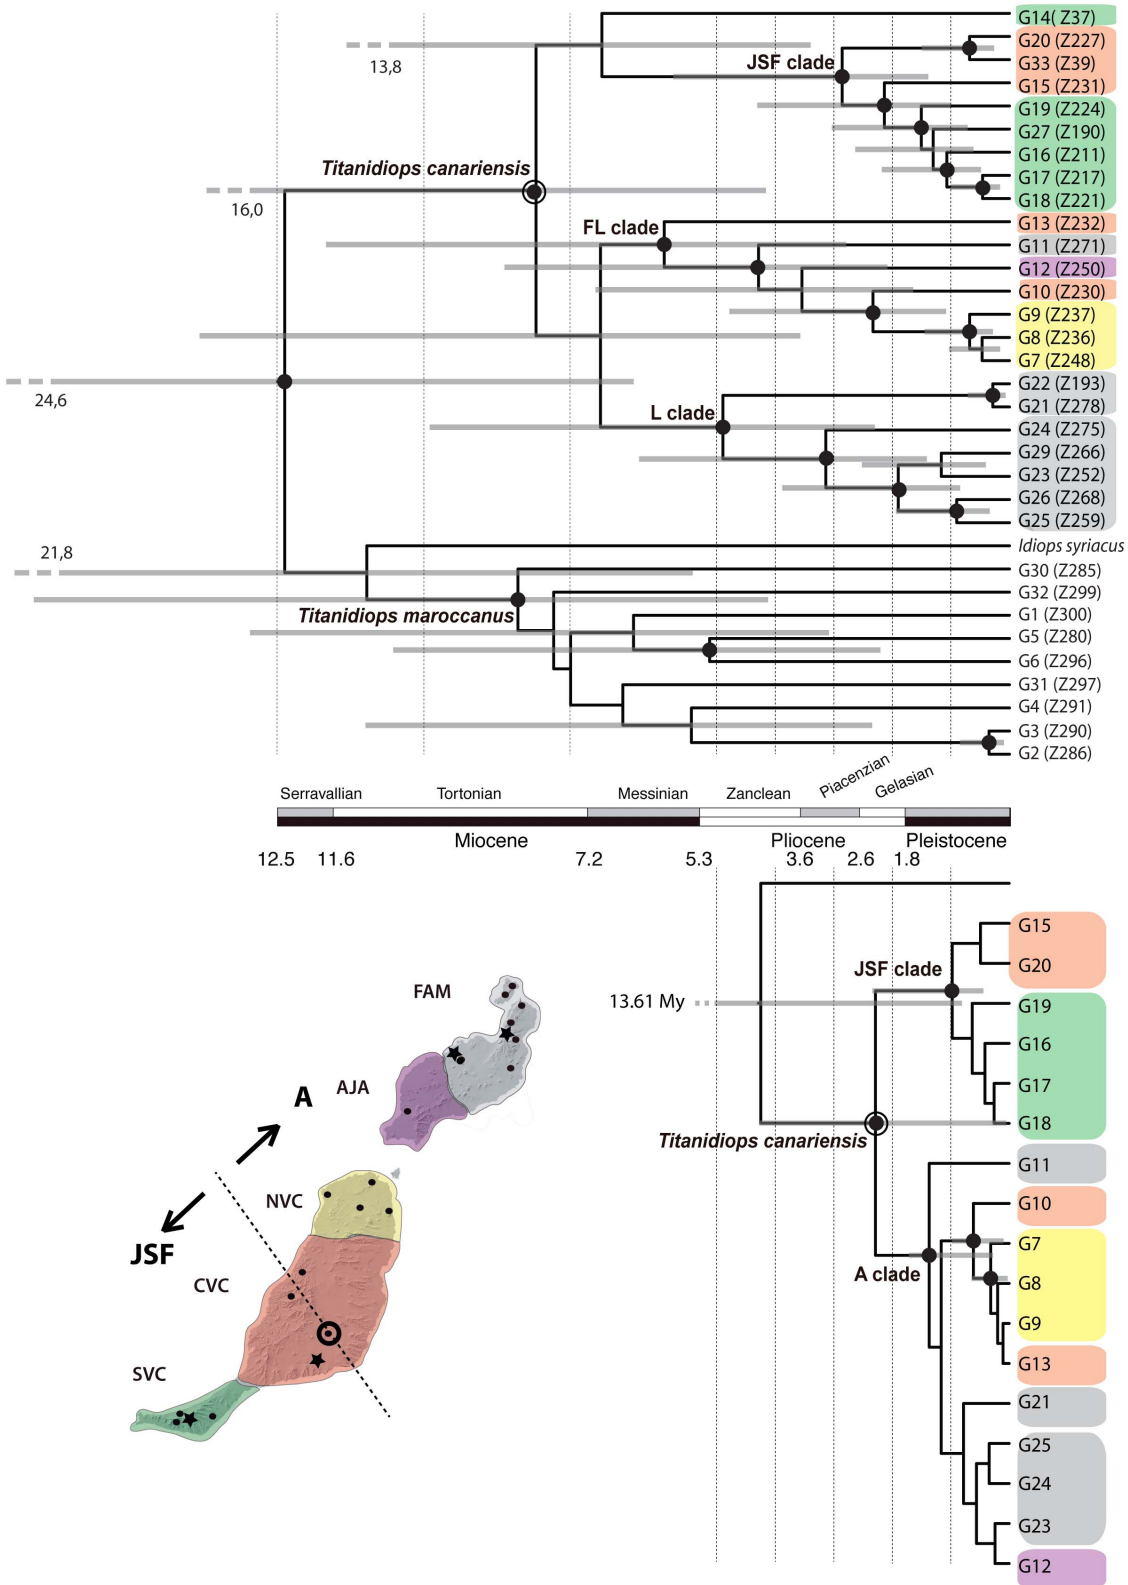 G14( Z37)
G20 (Z227)
13,8
JSF clade
G33 (Z39)
G15 (Z231)
G19 (Z224)
G27 (Z190)
G16 (Z211)
Titanidiops canariensis
G17 (Z217)
G18 (Z221)
16,0
FL clade
G13 (Z232)
G11 (Z271)
G12 (Z250)
G10 (Z230)
G9 (Z237)
G8 (Z236)
G7 (Z248)
24,6
G22 (Z193)
L clade
G21 (Z278)
G24 (Z275)
G29 (Z266)
G23 (Z252)
G26 (Z268)
G25 (Z259)
21,8
Idiops syriacus
G30 (Z285)
G32 (Z299)
Titanidiops maroccanus
G1 (Z300)
G5 (Z280)
G6 (Z296)
G31 (Z297)
G4 (Z291)
G3 (Z290)
G2 (Z286)
Serravallian Tortonian Messinian Zanclean Piacenzian Gelasian
Miocene Pliocene Pleistocene
12.5 11.6 7.2 5.3 3.6 2.6 1.8
G15
JSF clade
G20
FAM
13.61 My
G19
G16
A
AJA
G17
G18
Titanidiops canariensis
G11
NVC
G10
JSF
G7
CVC
A clade
G8
G9
SVC
G13
G21
G25
G24
G23
G12